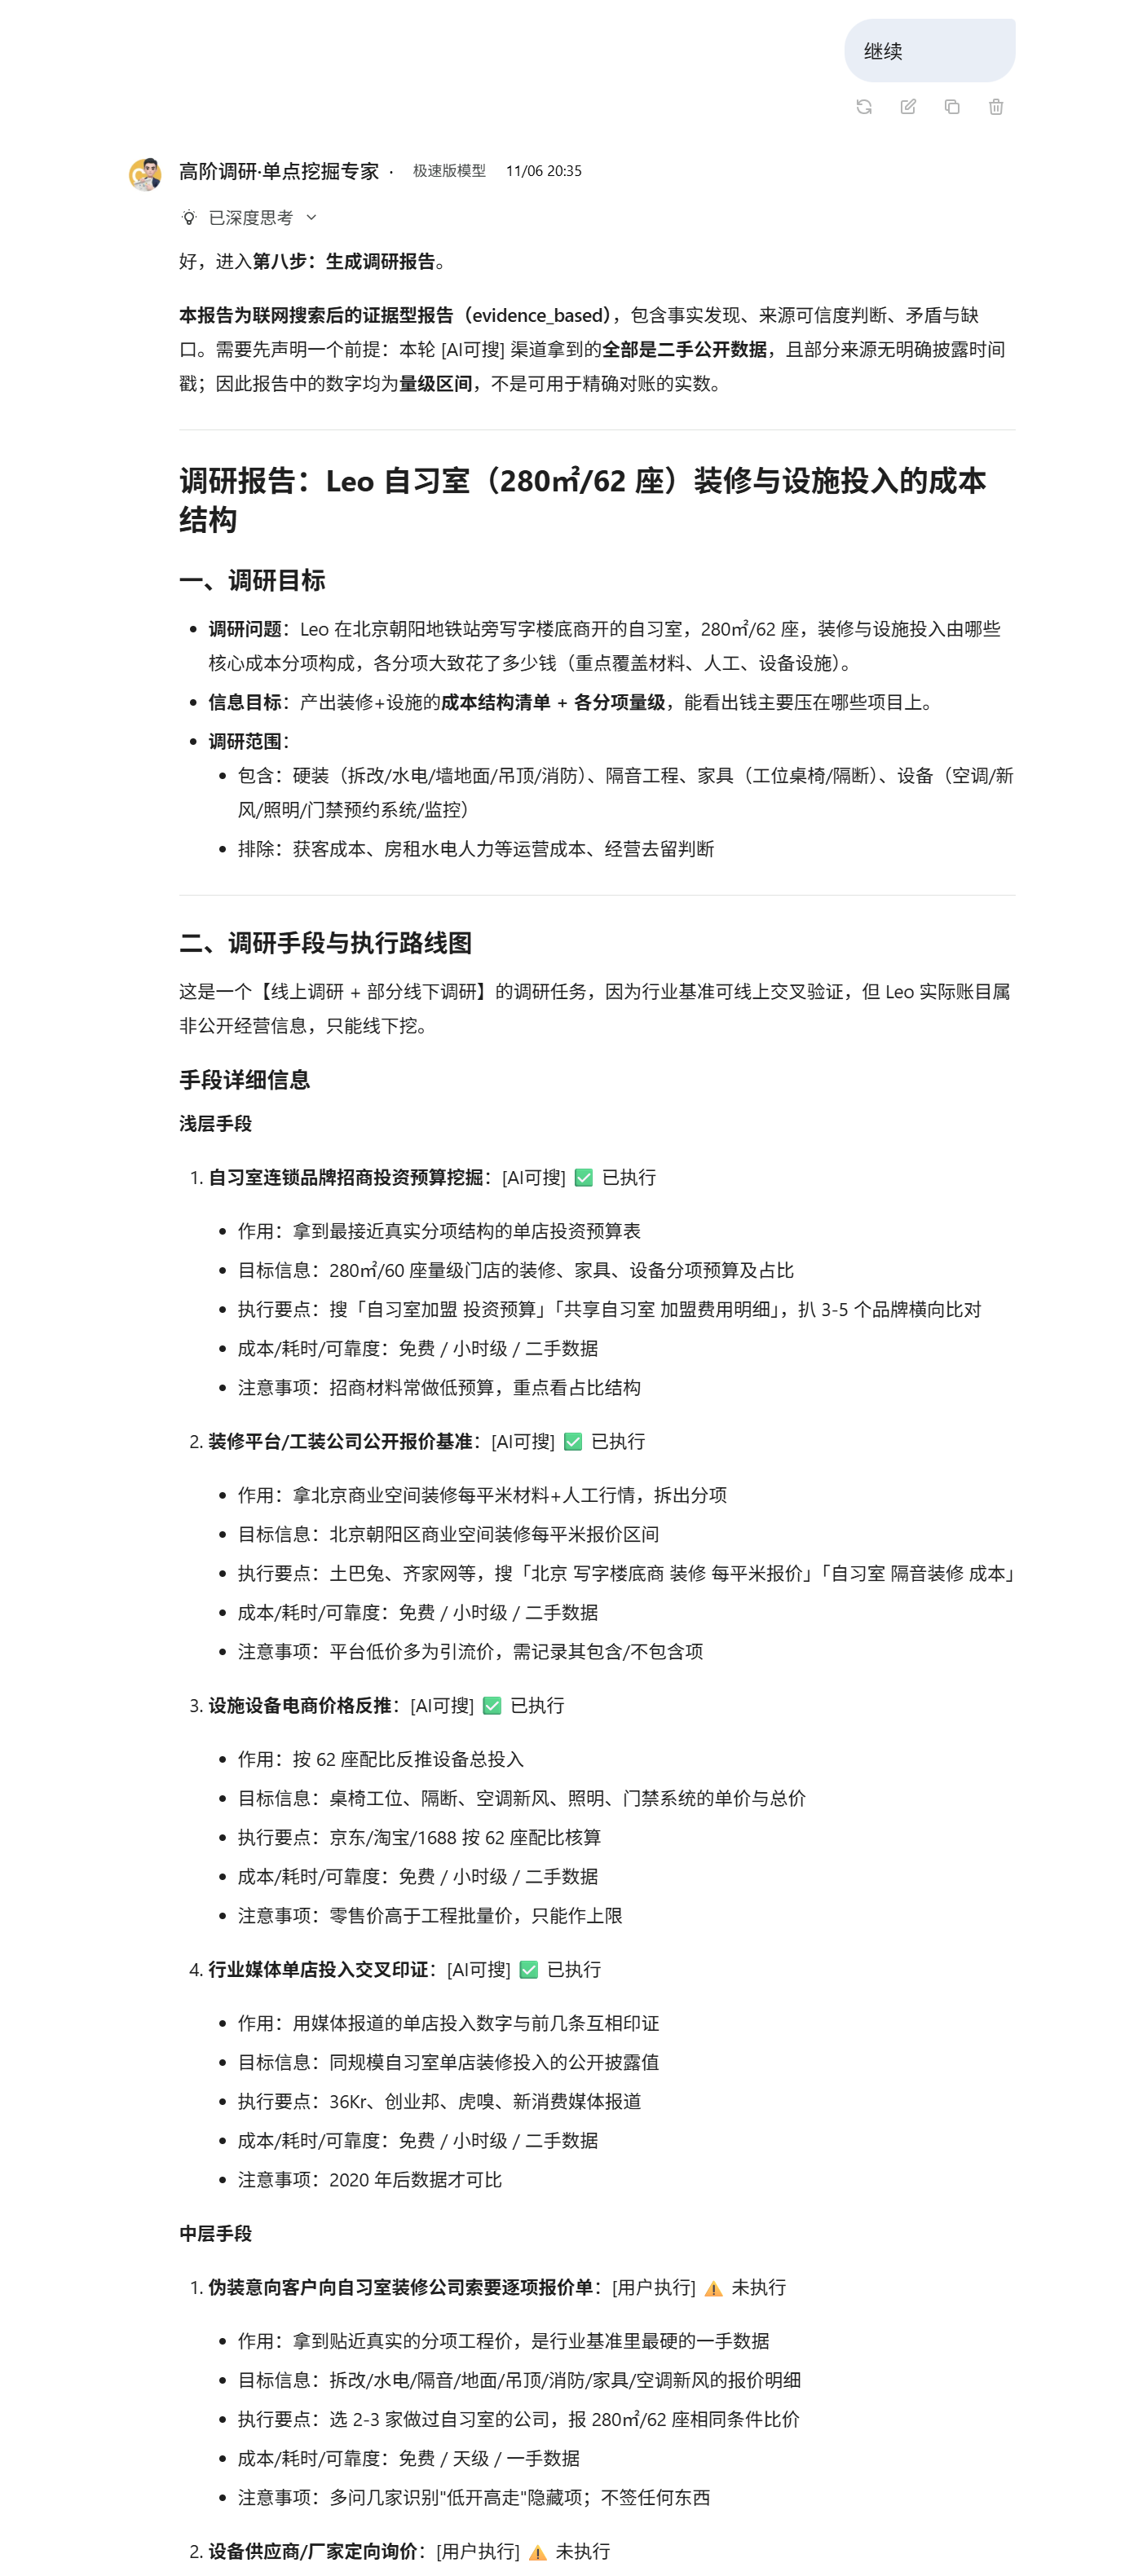 继续
高阶调研·单点挖掘专家 · 极速版模型 11/06 20:35
已深度思考
好，进入第八步：生成调研报告。
本报告为联网搜索后的证据型报告（evidence_based），包含事实发现、来源可信度判断、矛盾与缺
口。需要先声明一个前提：本轮 [AI可搜] 渠道拿到的全部是二手公开数据，且部分来源无明确披露时间
戳；因此报告中的数字均为量级区间，不是可用于精确对账的实数。
调研报告：Leo 自习室（280㎡/62 座）装修与设施投入的成本
结构
一、调研目标
• 调研问题：Leo 在北京朝阳地铁站旁写字楼底商开的自习室，280㎡/62 座，装修与设施投入由哪些
核心成本分项构成，各分项大致花了多少钱（重点覆盖材料、人工、设备设施）。
• 信息目标：产出装修+设施的成本结构清单 + 各分项量级，能看出钱主要压在哪些项目上。
• 调研范围：
• 包含：硬装（拆改/水电/墙地面/吊顶/消防）、隔音工程、家具（工位桌椅/隔断）、设备（空调/新
风/照明/门禁预约系统/监控）
• 排除：获客成本、房租水电人力等运营成本、经营去留判断
二、调研手段与执行路线图
这是一个【线上调研 + 部分线下调研】的调研任务，因为行业基准可线上交叉验证，但 Leo 实际账目属
非公开经营信息，只能线下挖。
手段详细信息
浅层手段
1. 自习室连锁品牌招商投资预算挖掘：[AI可搜] ✅ 已执行
• 作用：拿到最接近真实分项结构的单店投资预算表
• 目标信息：280㎡/60 座量级门店的装修、家具、设备分项预算及占比
• 执行要点：搜「自习室加盟 投资预算」「共享自习室 加盟费用明细」，扒 3-5 个品牌横向比对
• 成本/耗时/可靠度：免费 / 小时级 / 二手数据
• 注意事项：招商材料常做低预算，重点看占比结构
2. 装修平台/工装公司公开报价基准：[AI可搜] ✅ 已执行
• 作用：拿北京商业空间装修每平米材料+人工行情，拆出分项
• 目标信息：北京朝阳区商业空间装修每平米报价区间
• 执行要点：土巴兔、齐家网等，搜「北京 写字楼底商 装修 每平米报价」「自习室 隔音装修 成本」
• 成本/耗时/可靠度：免费 / 小时级 / 二手数据
• 注意事项：平台低价多为引流价，需记录其包含/不包含项
3. 设施设备电商价格反推：[AI可搜] ✅ 已执行
• 作用：按 62 座配比反推设备总投入
• 目标信息：桌椅工位、隔断、空调新风、照明、门禁系统的单价与总价
• 执行要点：京东/淘宝/1688 按 62 座配比核算
• 成本/耗时/可靠度：免费 / 小时级 / 二手数据
• 注意事项：零售价高于工程批量价，只能作上限
4. 行业媒体单店投入交叉印证：[AI可搜] ✅ 已执行
• 作用：用媒体报道的单店投入数字与前几条互相印证
• 目标信息：同规模自习室单店装修投入的公开披露值
• 执行要点：36Kr、创业邦、虎嗅、新消费媒体报道
• 成本/耗时/可靠度：免费 / 小时级 / 二手数据
• 注意事项：2020 年后数据才可比
中层手段
1. 伪装意向客户向自习室装修公司索要逐项报价单：[用户执行] ⚠️ 未执行
• 作用：拿到贴近真实的分项工程价，是行业基准里最硬的一手数据
• 目标信息：拆改/水电/隔音/地面/吊顶/消防/家具/空调新风的报价明细
• 执行要点：选 2-3 家做过自习室的公司，报 280㎡/62 座相同条件比价
• 成本/耗时/可靠度：免费 / 天级 / 一手数据
• 注意事项：多问几家识别"低开高走"隐藏项；不签任何东西
2. 设备供应商/厂家定向询价：[用户执行] ⚠️ 未执行